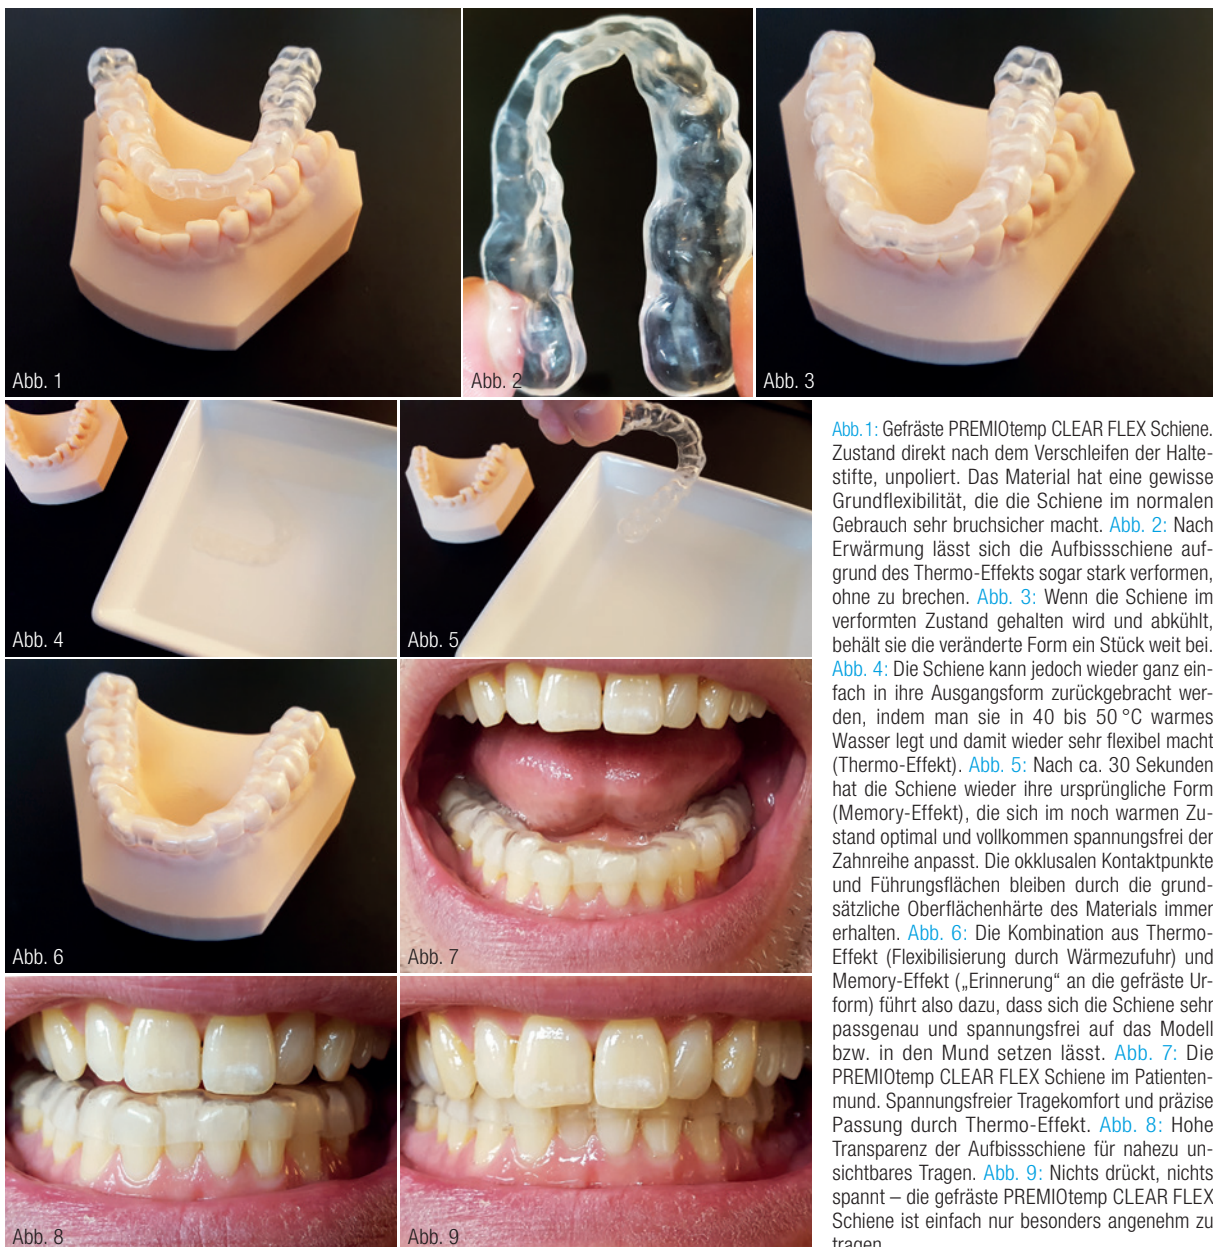 Abb. 1
Abb. 2
Abb. 3
Abb. 4
Abb. 5
Abb. 6
Abb. 7
Abb. 8
Abb. 9
Abb. 1: Gefräste PREMIOtemp CLEAR FLEX Schiene.
Zustand direkt nach dem Verschleifen der Halte-
stifte, unpoliert. Das Material hat eine gewisse
Grundflexibilität, die die Schiene im normalen
Gebrauch sehr bruchsicher macht. Abb. 2: Nach
Erwärmung lässt sich die Aufbissschiene auf-
grund des Thermo-Effekts sogar stark verformen,
ohne zu brechen. Abb. 3: Wenn die Schiene im
verformten Zustand gehalten wird und abkühlt,
behält sie die veränderte Form ein Stück weit bei.
Abb. 4: Die Schiene kann jedoch wieder ganz ein-
fach in ihre Ausgangsform zurückgebracht wer-
den, indem man sie in 40 bis 50 °C warmes
Wasser legt und damit wieder sehr flexibel macht
(Thermo-Effekt). Abb. 5: Nach ca. 30 Sekunden
hat die Schiene wieder ihre ursprüngliche Form
(Memory-Effekt), die sich im noch warmen Zu-
stand optimal und vollkommen spannungsfrei der
Zahnreihe anpasst. Die okklusalen Kontaktpunkte
und Führungsflächen bleiben durch die grund-
sätzliche Oberflächenhärte des Materials immer
erhalten. Abb. 6: Die Kombination aus Thermo-
Effekt (Flexibilisierung durch Wärmezufuhr) und
Memory-Effekt („Erinnerung“ an die gefräste Ur-
form) führt also dazu, dass sich die Schiene sehr
passgenau und spannungsfrei auf das Modell
bzw. in den Mund setzen lässt. Abb. 7: Die
PREMIOtemp CLEAR FLEX Schiene im Patienten-
mund. Spannungsfreier Tragekomfort und präzise
Passung durch Thermo-Effekt. Abb. 8: Hohe
Transparenz der Aufbissschiene für nahezu un-
sichtbares Tragen. Abb. 9: Nichts drückt, nichts
spannt – die gefräste PREMIOtemp CLEAR FLEX
Schiene ist einfach nur besonders angenehm zu
tragen